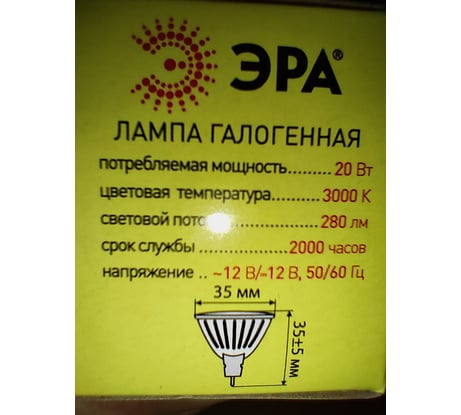 ЭРА®
ЛАМПА ГАЛОГЕННАЯ
потребляемая мощность.......... 20 Вт
цветовая температура........... 3000 К
световой пото.......... 280 лм
срок службы .............. 2000 часов
напряжение .. ~12 В/=12 В, 50/60 Гц
35 мм
35±5 мм